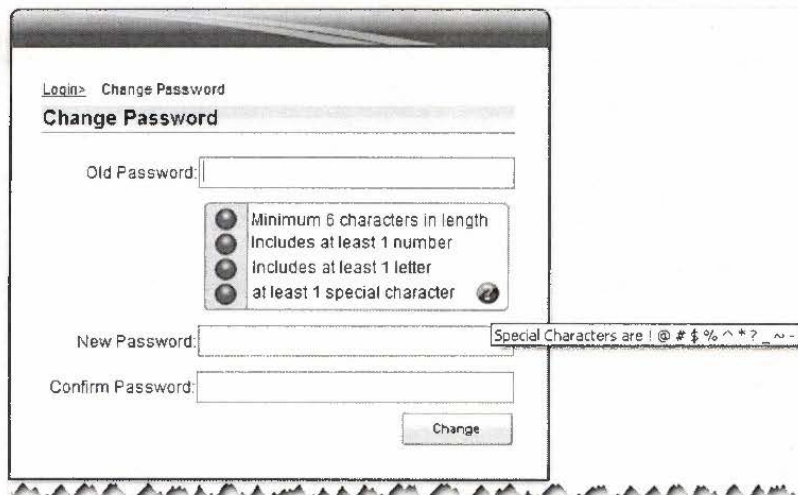 Login> Change Password
Change Password
Old Password:
Minimum 6 characters in length
Includes at least 1 number
Includes at least 1 letter
at least 1 special character
New Password:
Special Characters are ! @ # $ % ^ * ? _ ~ -
Confirm Password:
Change